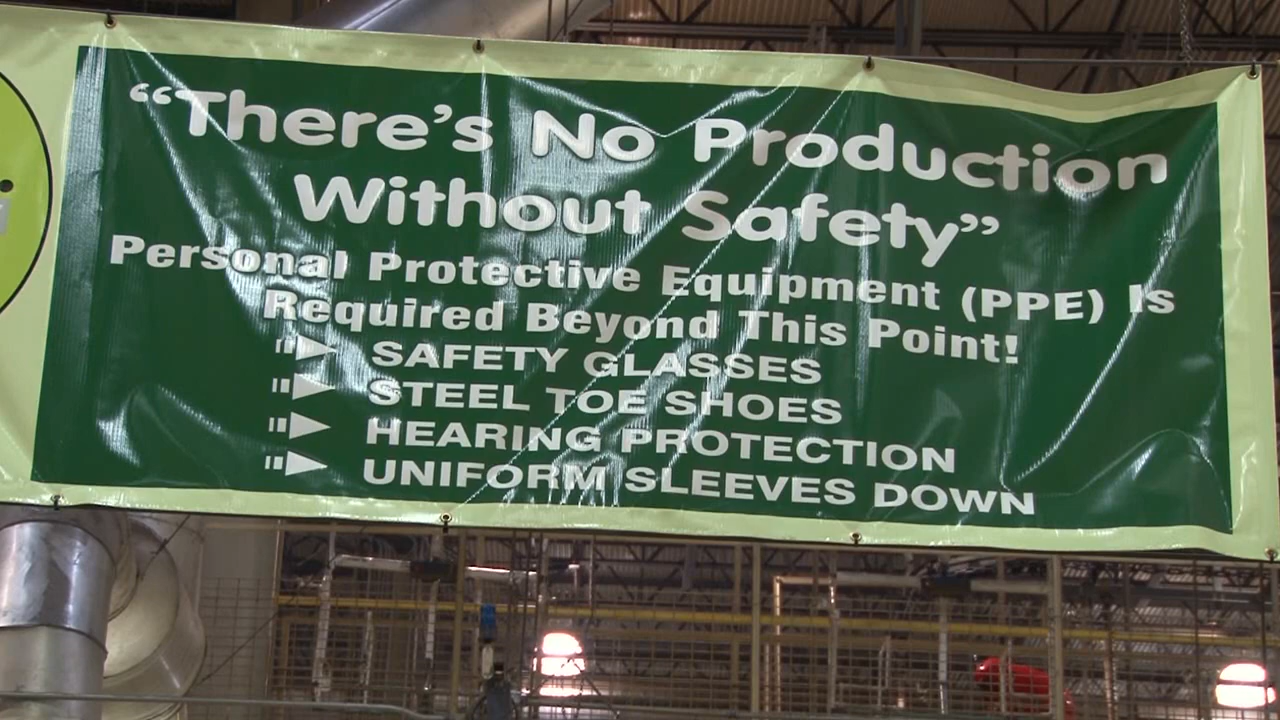 “There’s No Production
Without Safety”
Personal Protective Equipment (PPE) Is
Required Beyond This Point!
SAFETY GLASSES
STEEL TOE SHOES
HEARING PROTECTION
UNIFORM SLEEVES DOWN